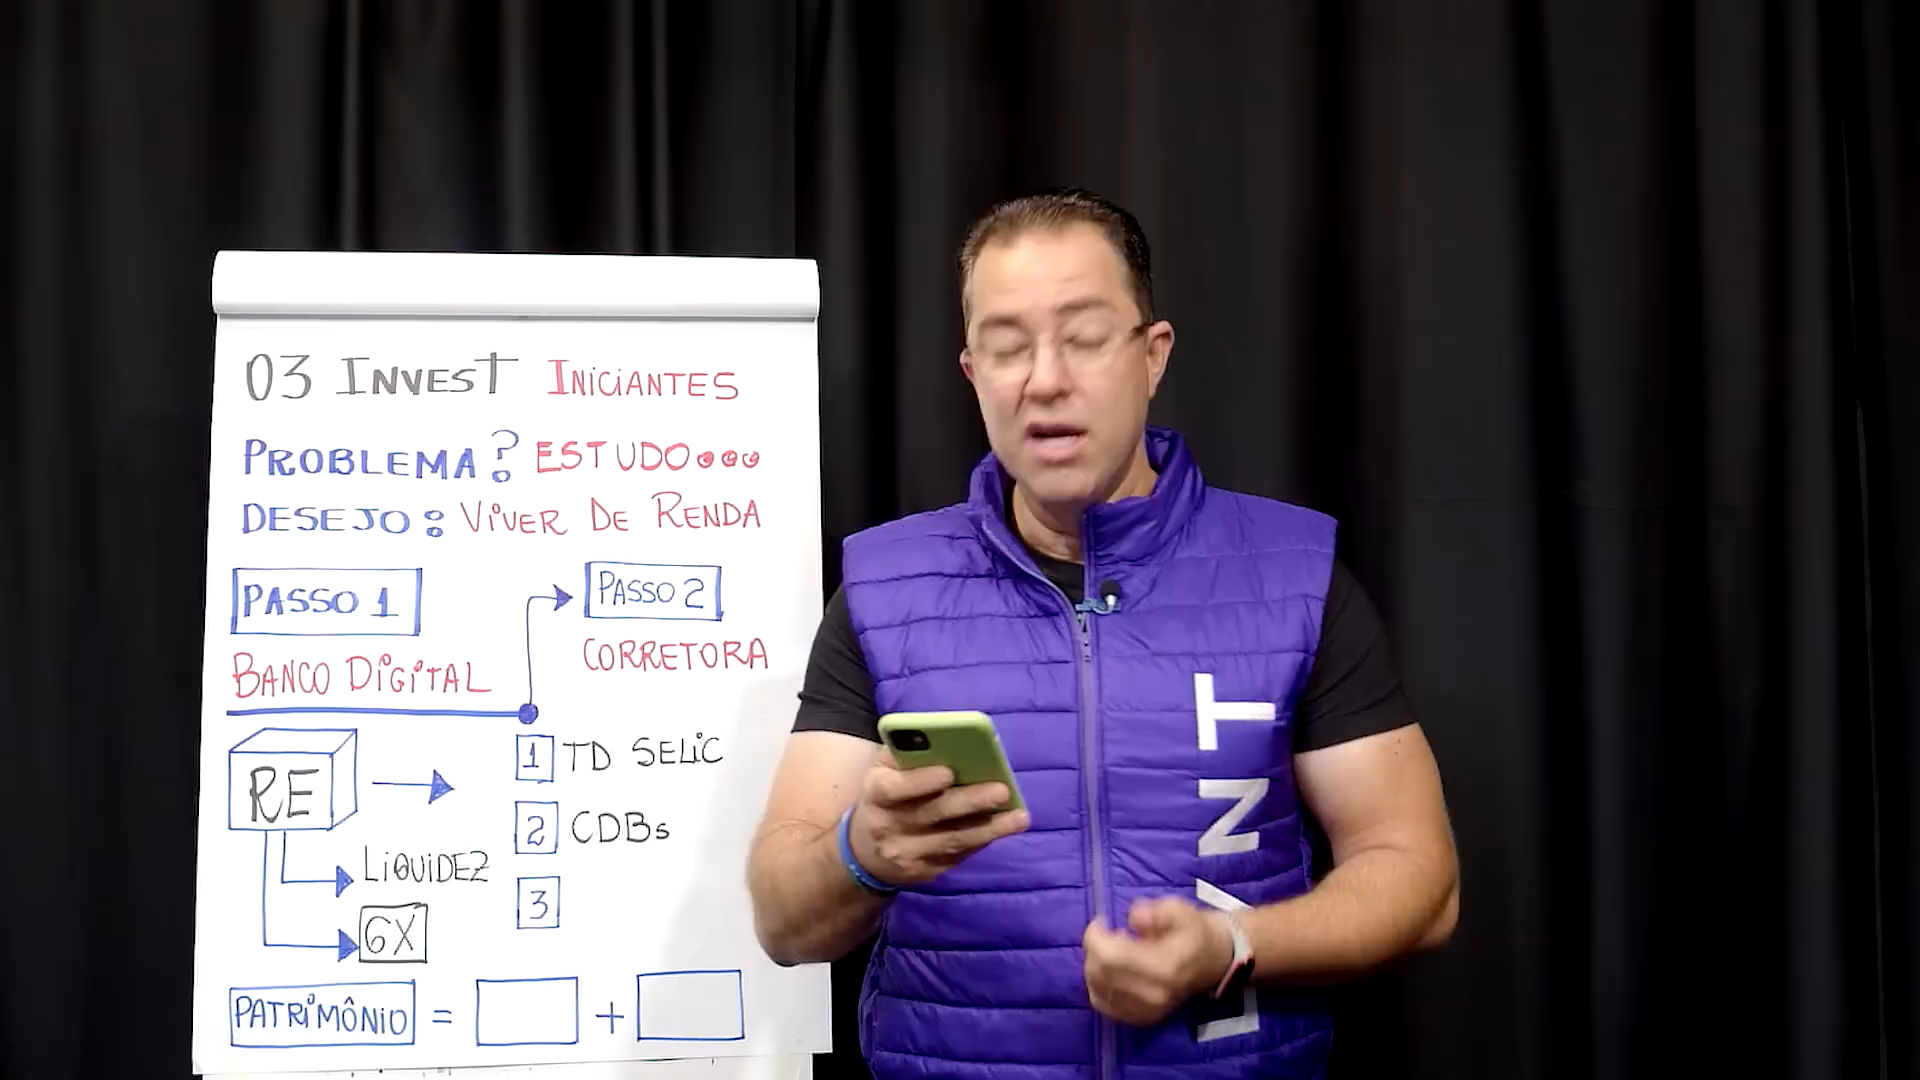 03 INVEST INICIANTES
PROBLEMA? ESTUDO...
DESEJO: VIVER DE RENDA
PASSO 1
PASSO 2
BANCO DIGITAL
CORRETORA
RE
1 TD SELIC
2 CDBs
3
LIQUIDEZ
6X
PATRIMÔNIO = +